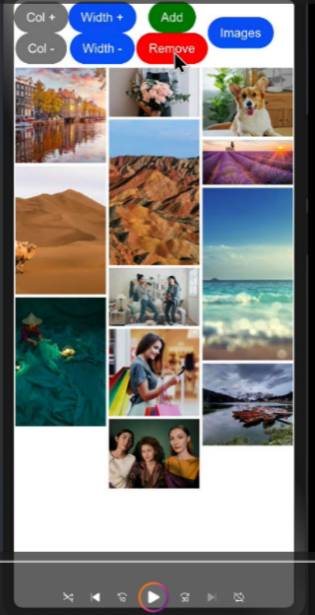 Col + Width + Add Images
Col - Width - Remove